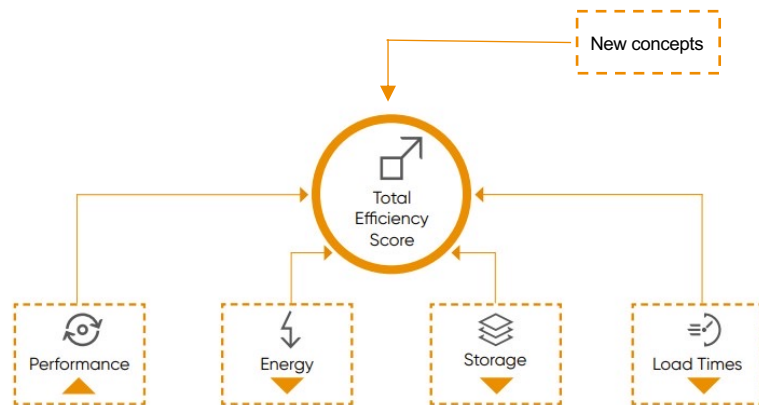 New concepts
Total
Efficiency
Score
Performance
Energy
Storage
Load Times